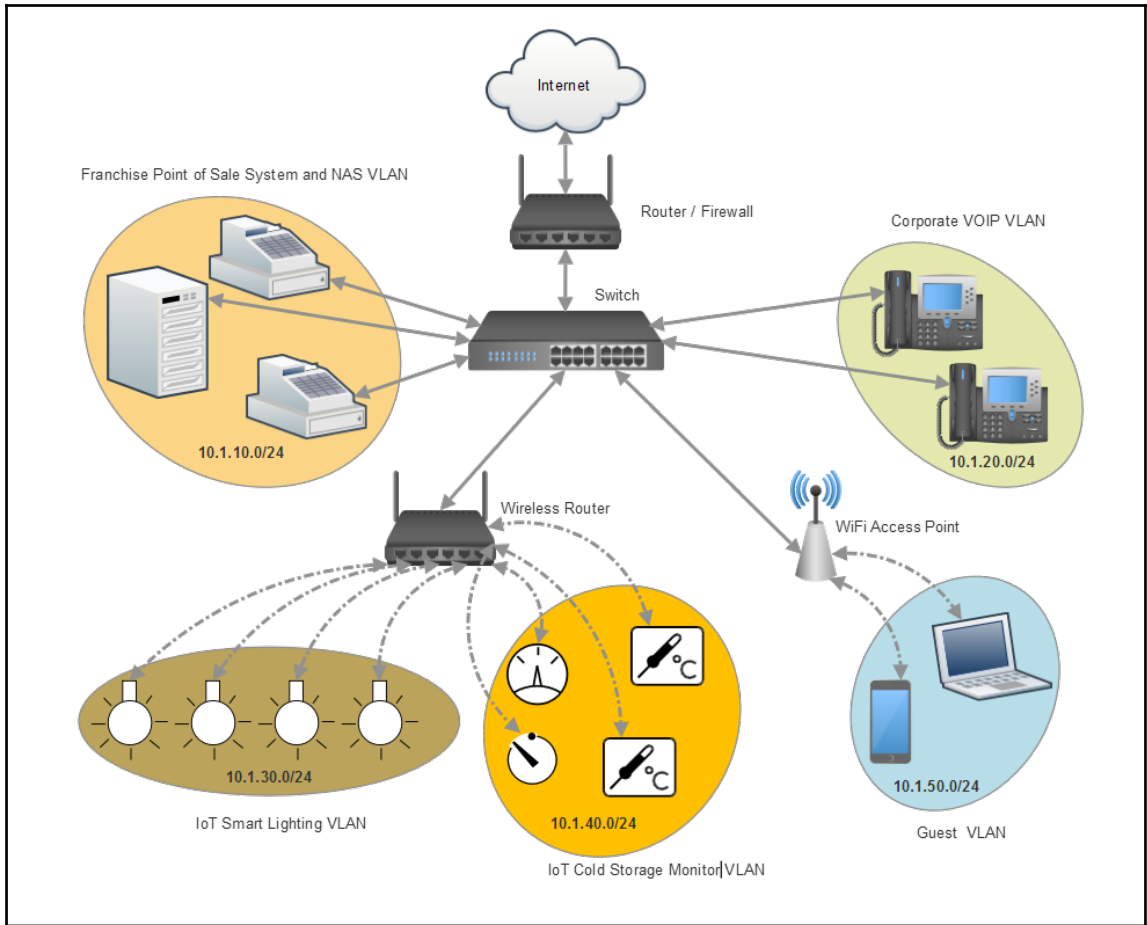 Internet
Franchise Point of Sale System and NAS VLAN
Router / Firewall
Corporate VOIP VLAN
Switch
10.1.10.0/24
10.1.20.0/24
Wireless Router
WiFi Access Point
°C
°C
10.1.30.0/24
10.1.40.0/24
10.1.50.0/24
IoT Smart Lighting VLAN
Guest VLAN
IoT Cold Storage Monitor VLAN